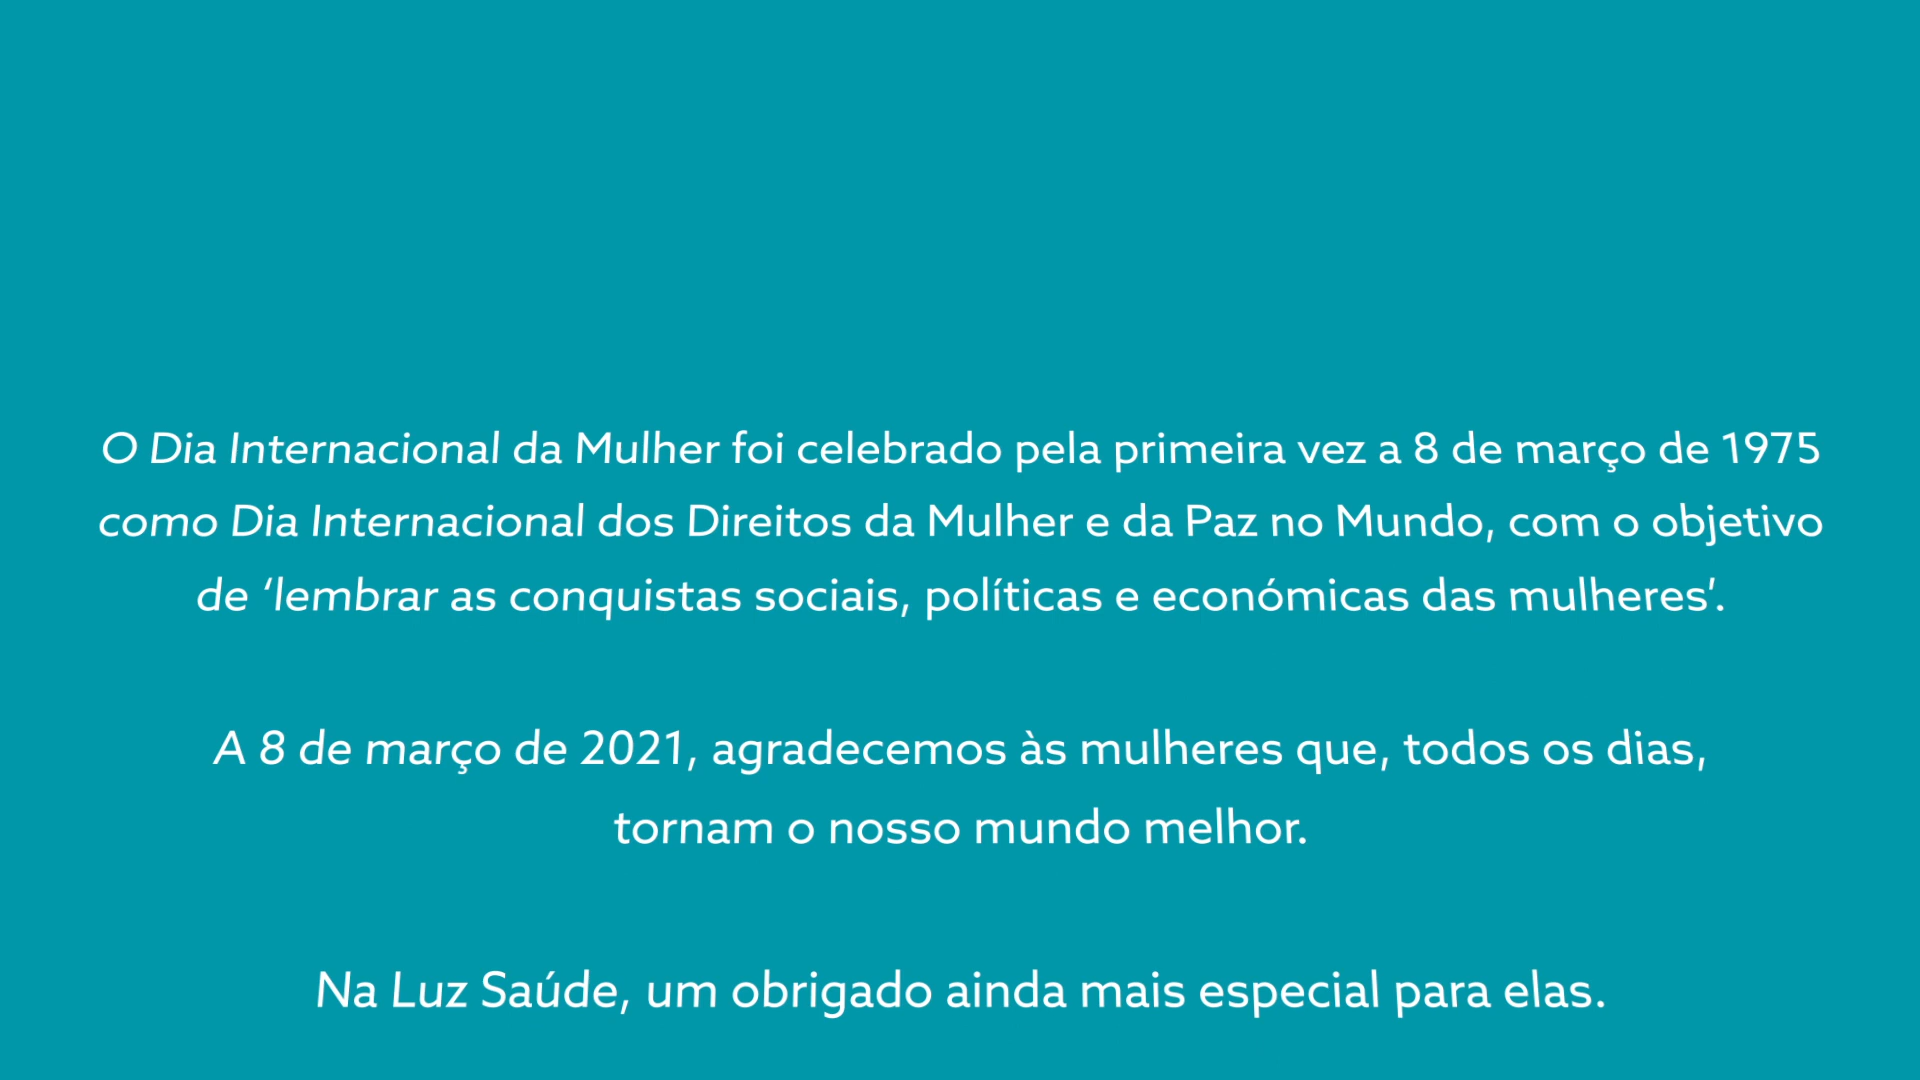 O Dia Internacional da Mulher foi celebrado pela primeira vez a 8 de março de 1975
como Dia Internacional dos Direitos da Mulher e da Paz no Mundo, com o objetivo
de ‘lembrar as conquistas sociais, políticas e económicas das mulheres’.
A 8 de março de 2021, agradecemos às mulheres que, todos os dias,
tornam o nosso mundo melhor.
Na Luz Saúde, um obrigado ainda mais especial para elas.